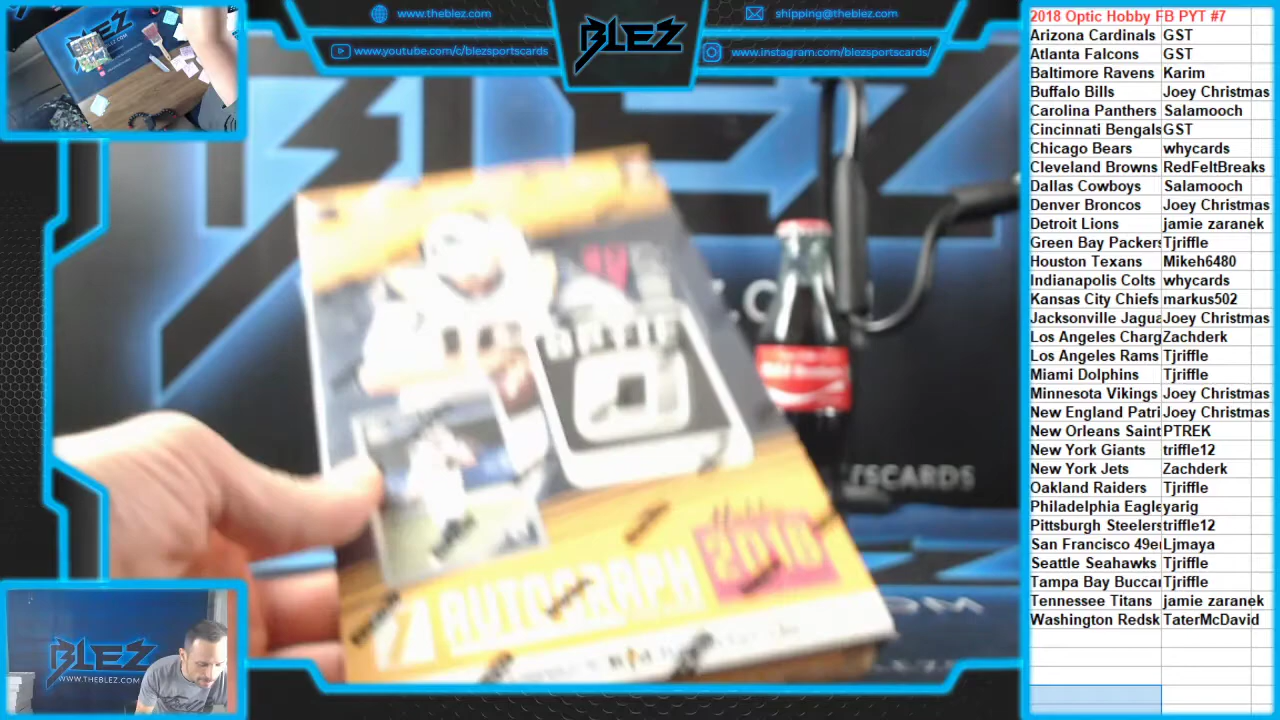 www.theblez.com
shipping@theblez.com
www.youtube.com/c/blezsportscards
BLEZ
www.instagram.com/blezsportscards/
2018 Optic Hobby FB PYT #7
Arizona Cardinals GST
Atlanta Falcons GST
Baltimore Ravens Karim
Buffalo Bills Joey Christmas
Carolina Panthers Salamooch
Cincinnati Bengals GST
Chicago Bears whycards
Cleveland Browns RedFeltBreaks
Dallas Cowboys Salamooch
Denver Broncos Joey Christmas
Detroit Lions jamie zaranek
Green Bay Packers Tjriffle
Houston Texans Mikeh6480
Indianapolis Colts whycards
Kansas City Chiefs markus502
Jacksonville Jagua Joey Christmas
Los Angeles Charg Zachderk
Los Angeles Rams Tjriffle
Miami Dolphins Tjriffle
Minnesota Vikings Joey Christmas
New England Patri Joey Christmas
New Orleans Saint PTREK
New York Giants triffle12
New York Jets Zachderk
Oakland Raiders Tjriffle
Philadelphia Eagle yarig
Pittsburgh Steelers triffle12
San Francisco 49e Ljmaya
Seattle Seahawks Tjriffle
Tampa Bay Buccar Tjriffle
Tennessee Titans jamie zaranek
Washington Redsk TaterMcDavid
OPTIC
AUTOGRAPH
2018
TSCARDS
BLEZ
WWW.THEBLEZ.COM